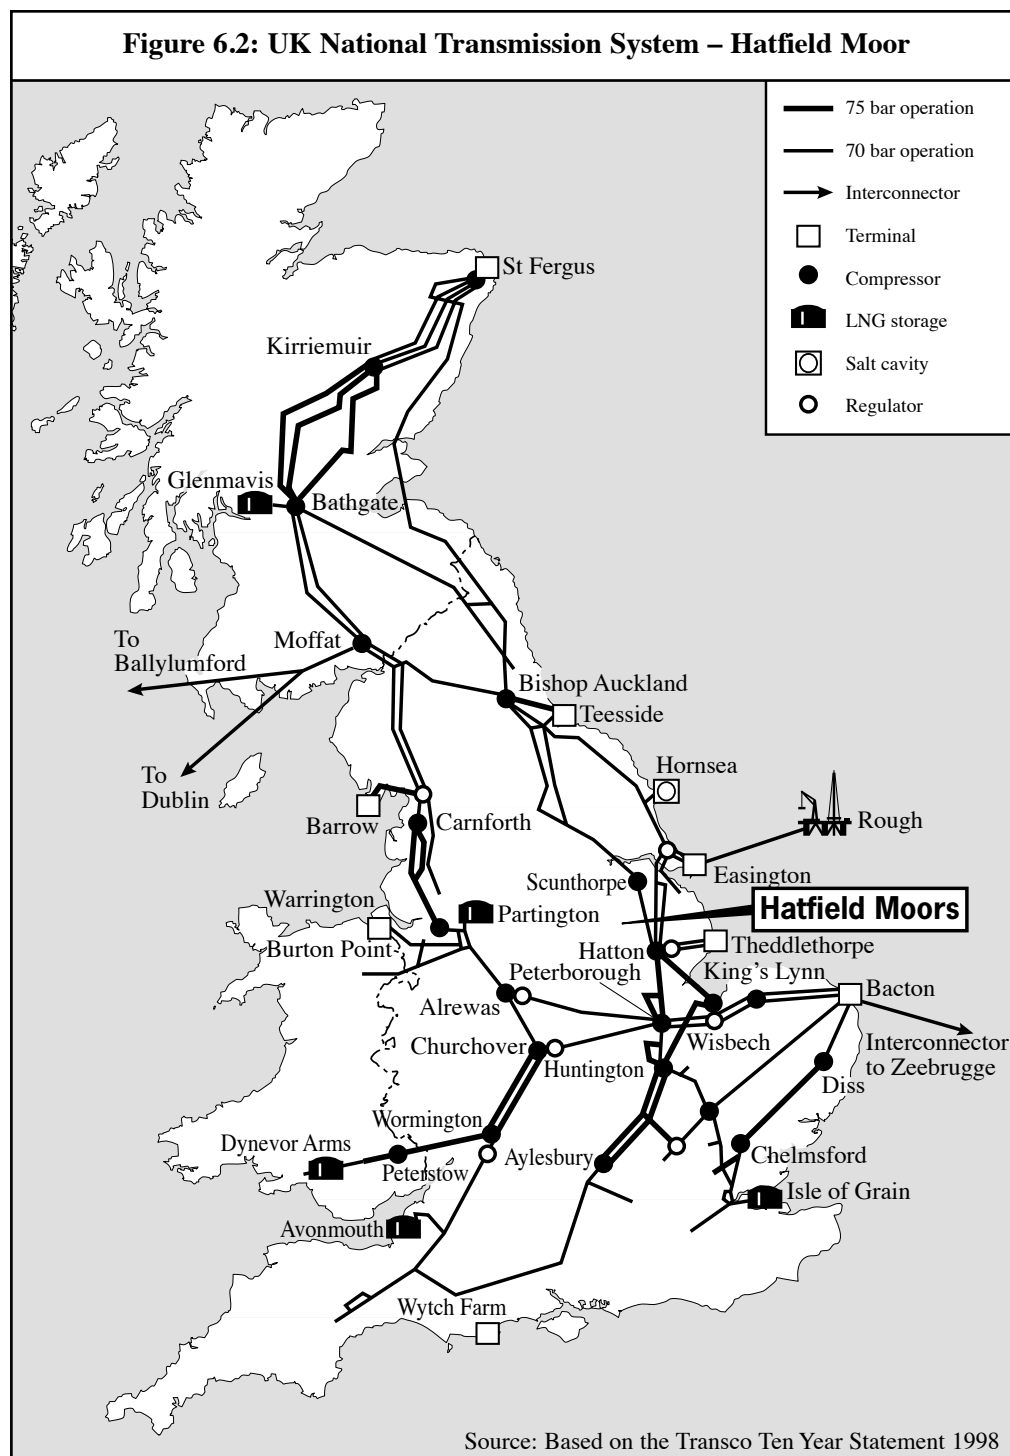 Figure 6.2: UK National Transmission System – Hatfield Moor
75 bar operation
70 bar operation
Interconnector
Terminal
Compressor
LNG storage
Salt cavity
Regulator
St Fergus
Kirriemuir
Glenmavis
Bathgate
To
Ballylumford
Moffat
Bishop Auckland
Teesside
To
Dublin
Hornsea
Barrow
Carnforth
Rough
Scunthorpe
Easington
Warrington
Partington
Hatfield Moors
Burton Point
Hatton
Theddlethorpe
Peterborough
King's Lynn
Alrewas
Bacton
Wisbech
Churchover
Huntington
Interconnector
to Zeebrugge
Diss
Wormington
Dynevor Arms
Peterstow
Aylesbury
Chelmsford
Isle of Grain
Avonmouth
Wytch Farm
Source: Based on the Transco Ten Year Statement 1998